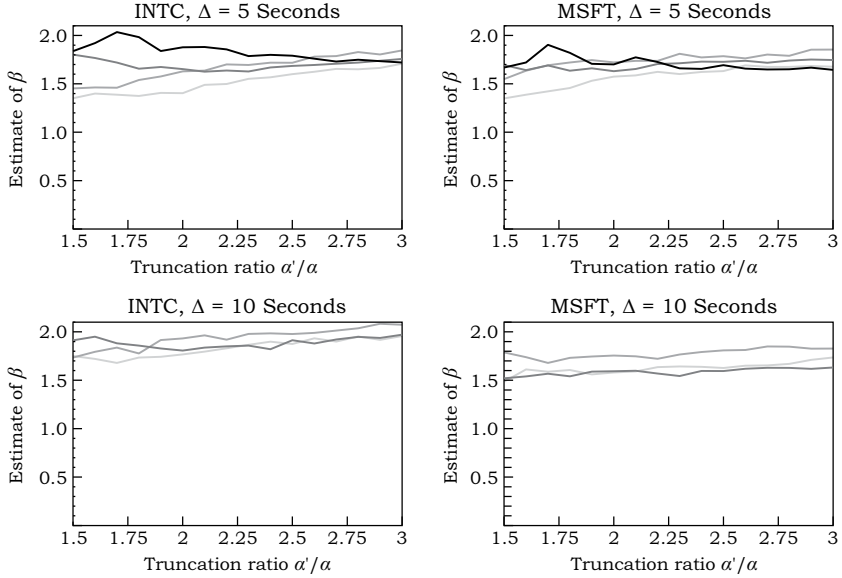 INTC, Δ = 5 Seconds
Estimate of β
2.0
1.5
1.0
0.5
1.5 1.75 2 2.25 2.5 2.75 3
Truncation ratio α'/α
MSFT, Δ = 5 Seconds
Estimate of β
2.0
1.5
1.0
0.5
1.5 1.75 2 2.25 2.5 2.75 3
Truncation ratio α'/α
INTC, Δ = 10 Seconds
Estimate of β
2.0
1.5
1.0
0.5
1.5 1.75 2 2.25 2.5 2.75 3
Truncation ratio α'/α
MSFT, Δ = 10 Seconds
Estimate of β
2.0
1.5
1.0
0.5
1.5 1.75 2 2.25 2.5 2.75 3
Truncation ratio α'/α